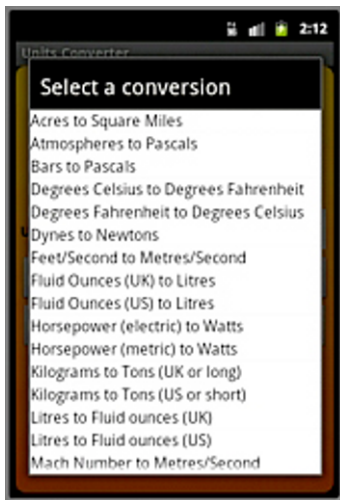 2:12
Units Converter
Select a conversion
Acres to Square Miles
Atmospheres to Pascals
Bars to Pascals
Degrees Celsius to Degrees Fahrenheit
Degrees Fahrenheit to Degrees Celsius
Dynes to Newtons
Feet/Second to Metres/Second
Fluid Ounces (UK) to Litres
Fluid Ounces (US) to Litres
Horsepower (electric) to Watts
Horsepower (metric) to Watts
Kilograms to Tons (UK or long)
Kilograms to Tons (US or short)
Litres to Fluid ounces (UK)
Litres to Fluid ounces (US)
Mach Number to Metres/Second